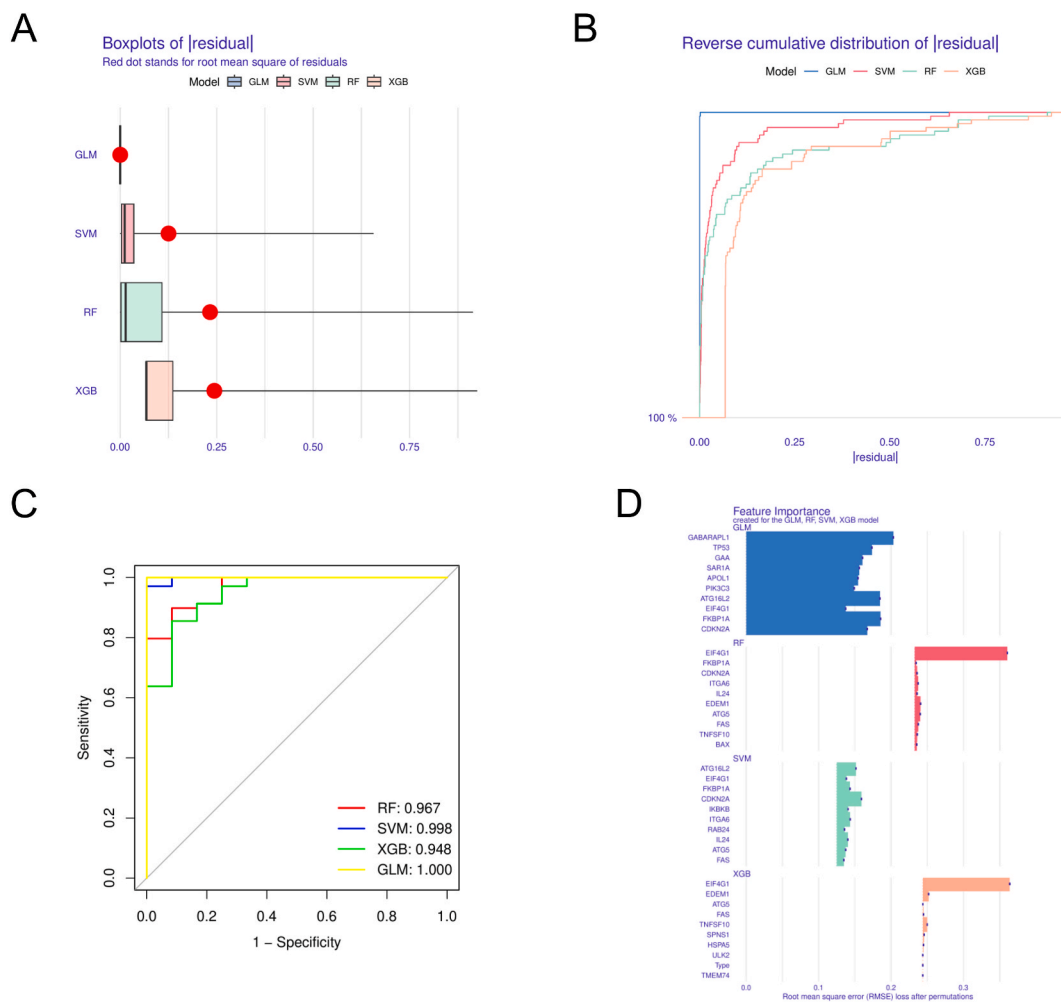 A
Boxplots of |residual|
Red dot stands for root mean square of residuals
Model GLM SVM RF XGB
GLM
SVM
RF
XGB
0.00 0.25 0.50 0.75
B
Reverse cumulative distribution of |residual|
Model GLM SVM RF XGB
100 %
0.00 0.25 0.50 0.75
|residual|
C
Sensitivity
1.0
0.8
0.6
0.4
0.2
0.0
RF: 0.967
SVM: 0.998
XGB: 0.948
GLM: 1.000
0.0 0.2 0.4 0.6 0.8 1.0
1 − Specificity
D
Feature Importance
created for the GLM, RF, SVM, XGB model
GLM
GABARAPL1
TP53
GAA
SAR1A
APOL1
PIK3C3
ATG16L2
EIF4G1
FKBP1A
CDKN2A
RF
EIF4G1
FKBP1A
CDKN2A
ITGA6
IL24
EDEM1
ATG5
FAS
TNFSF10
BAX
SVM
ATG16L2
EIF4G1
FKBP1A
CDKN2A
IKBKB
ITGA6
RAB24
IL24
ATG5
FAS
XGB
EIF4G1
EDEM1
ATG5
FAS
TNFSF10
SPNS1
HSPA5
ULK2
Type
TMEM74
0.0 0.1 0.2 0.3
Root mean square error (RMSE) loss after permutations